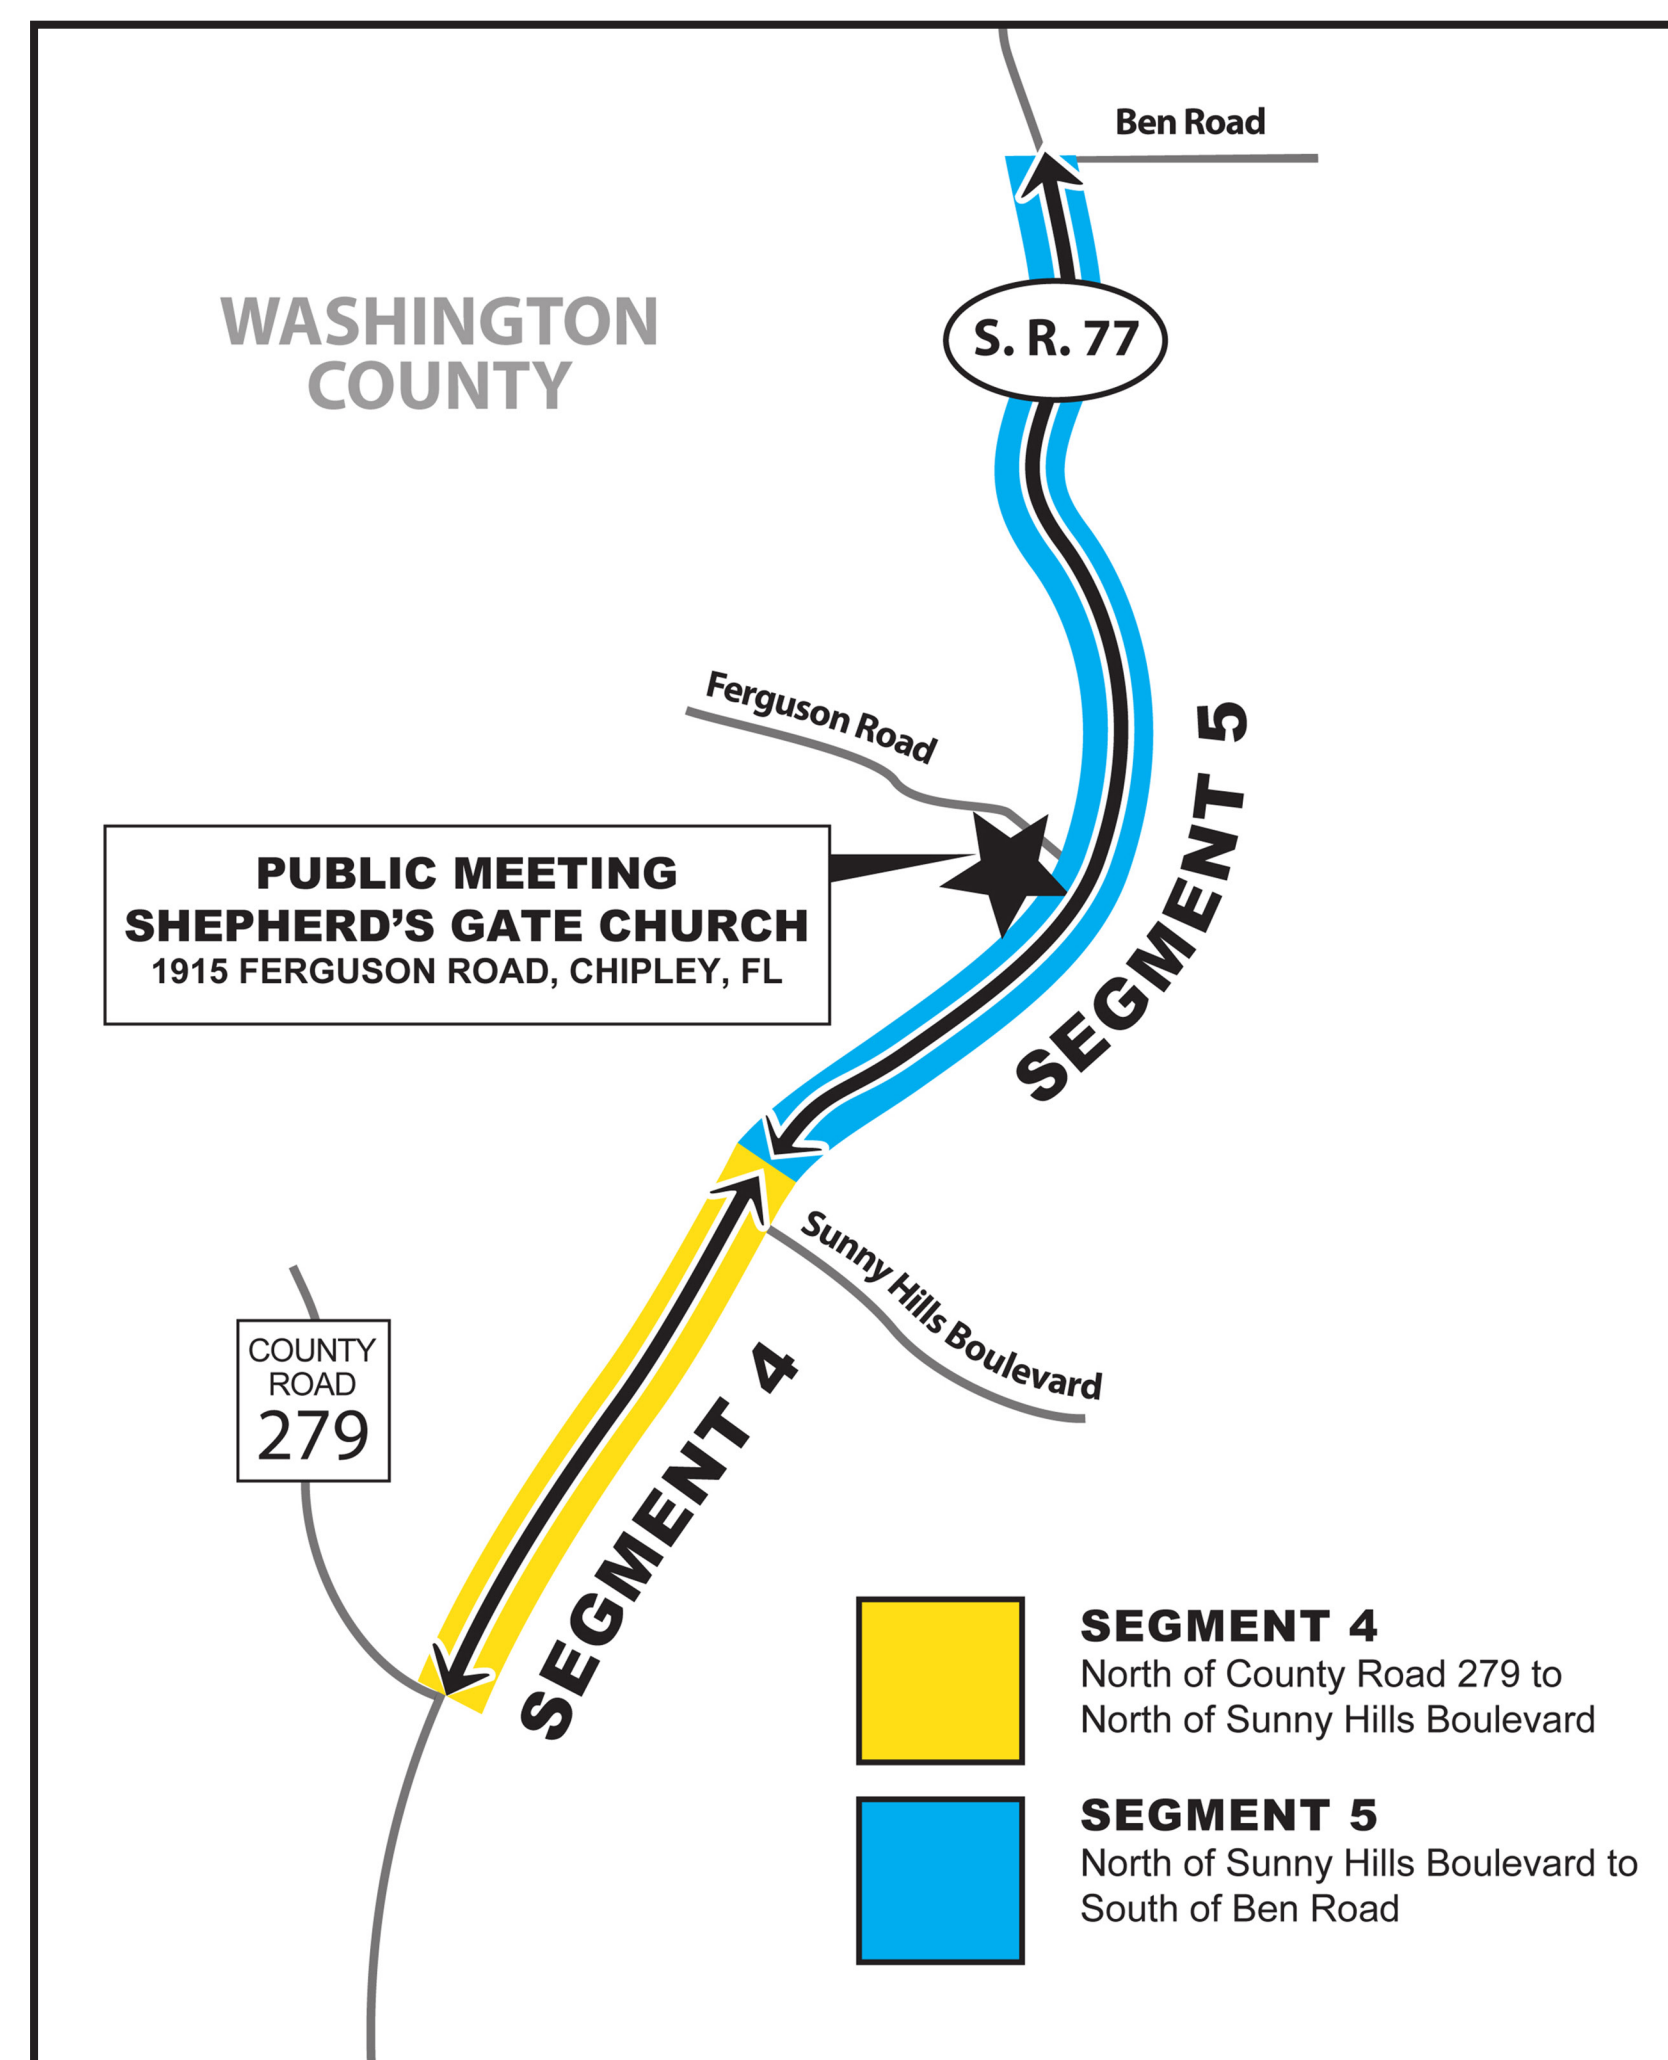 Ben Road
WASHINGTON
COUNTY
S. R. 77
Ferguson Road
SEGMENT 5
PUBLIC MEETING
SHEPHERD’S GATE CHURCH
1915 FERGUSON ROAD, CHIPLEY, FL
Sunny Hills Boulevard
COUNTY
ROAD
279
SEGMENT 4
SEGMENT 4
North of County Road 279 to
North of Sunny Hills Boulevard
SEGMENT 5
North of Sunny Hills Boulevard to
South of Ben Road